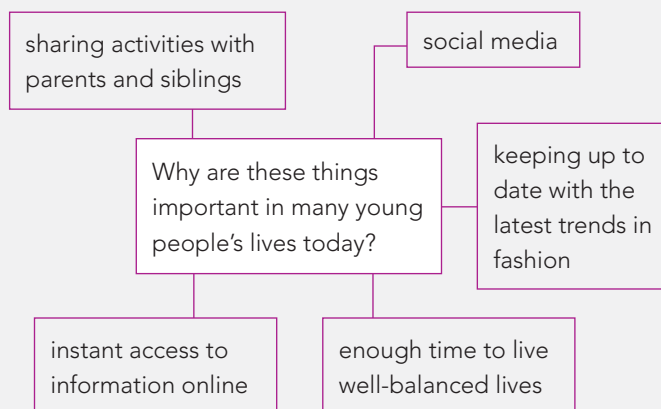 sharing activities with
parents and siblings
social media
Why are these things
important in many young
people's lives today?
keeping up to
date with the
latest trends in
fashion
instant access to
information online
enough time to live
well-balanced lives